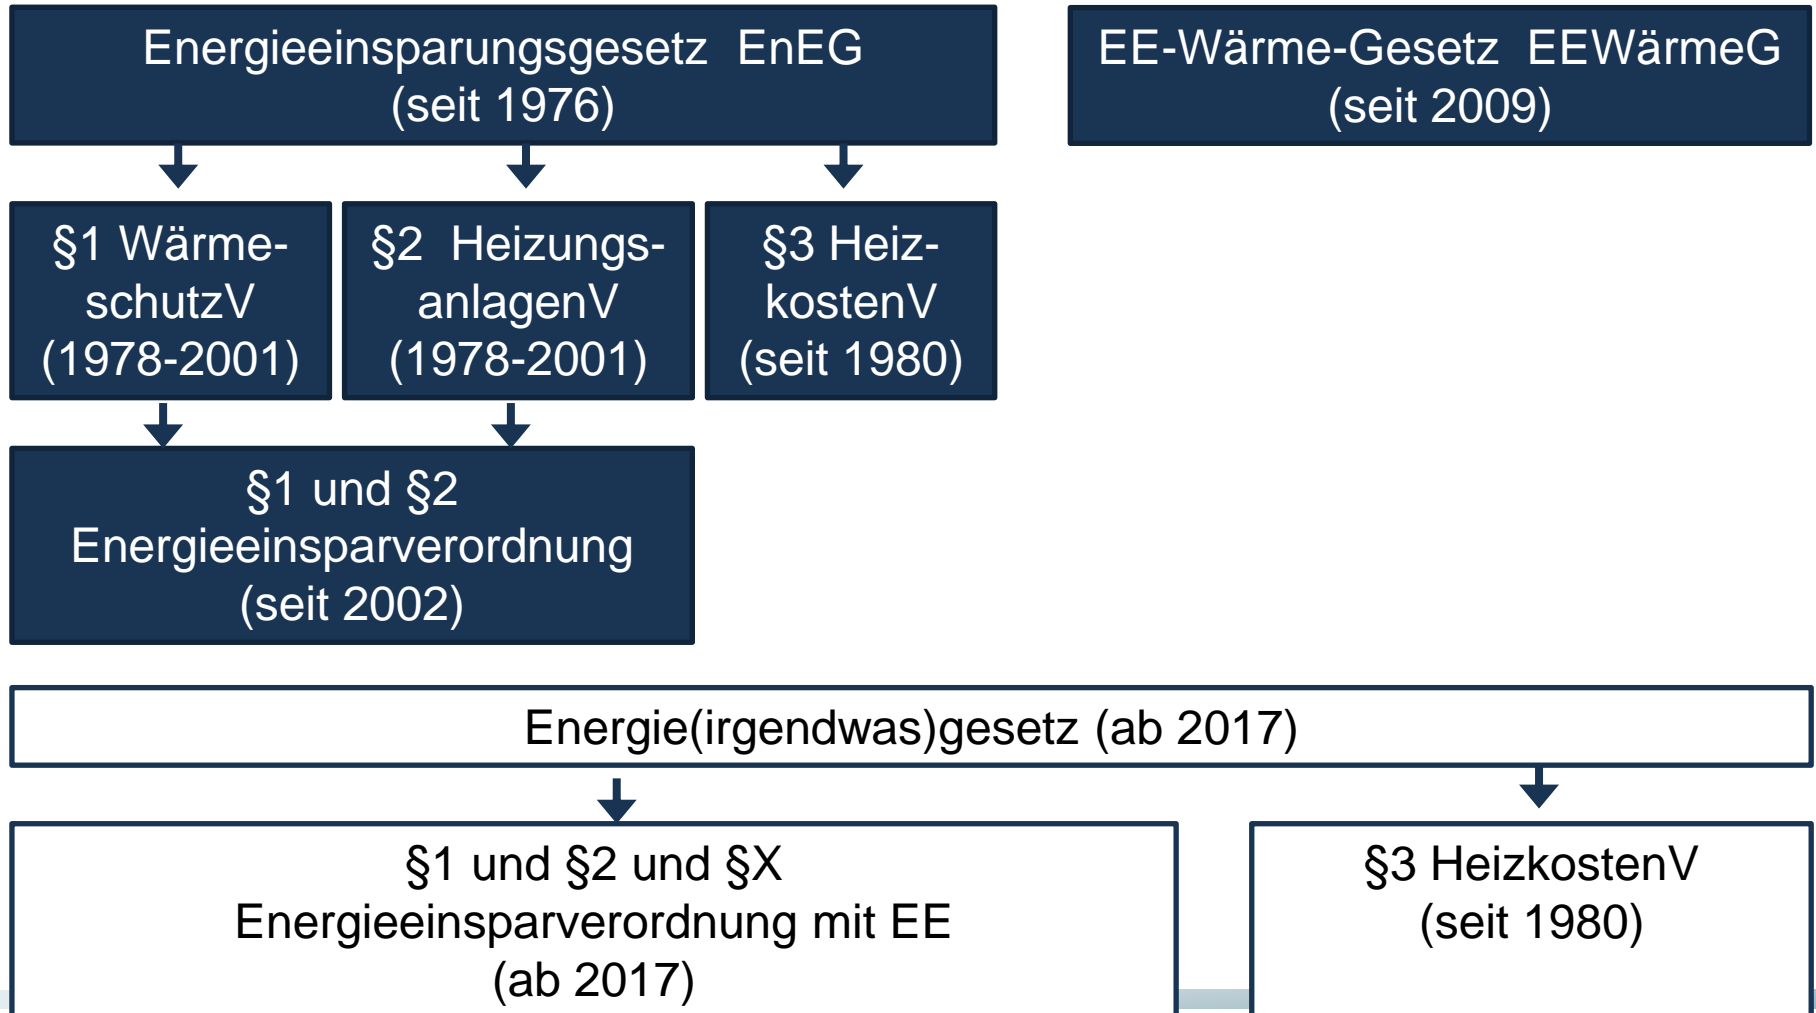 Energieeinsparungsgesetz EnEG
(seit 1976)
EE-Wärme-Gesetz EEWärmeG
(seit 2009)
§1 Wärme-
schutzV
(1978-2001)
§2 Heizungs-
anlagenV
(1978-2001)
§3 Heiz-
kostenV
(seit 1980)
§1 und §2
Energieeinsparverordnung
(seit 2002)
Energie(irgendwas)gesetz (ab 2017)
§1 und §2 und §X
Energieeinsparverordnung mit EE
(ab 2017)
§3 HeizkostenV
(seit 1980)